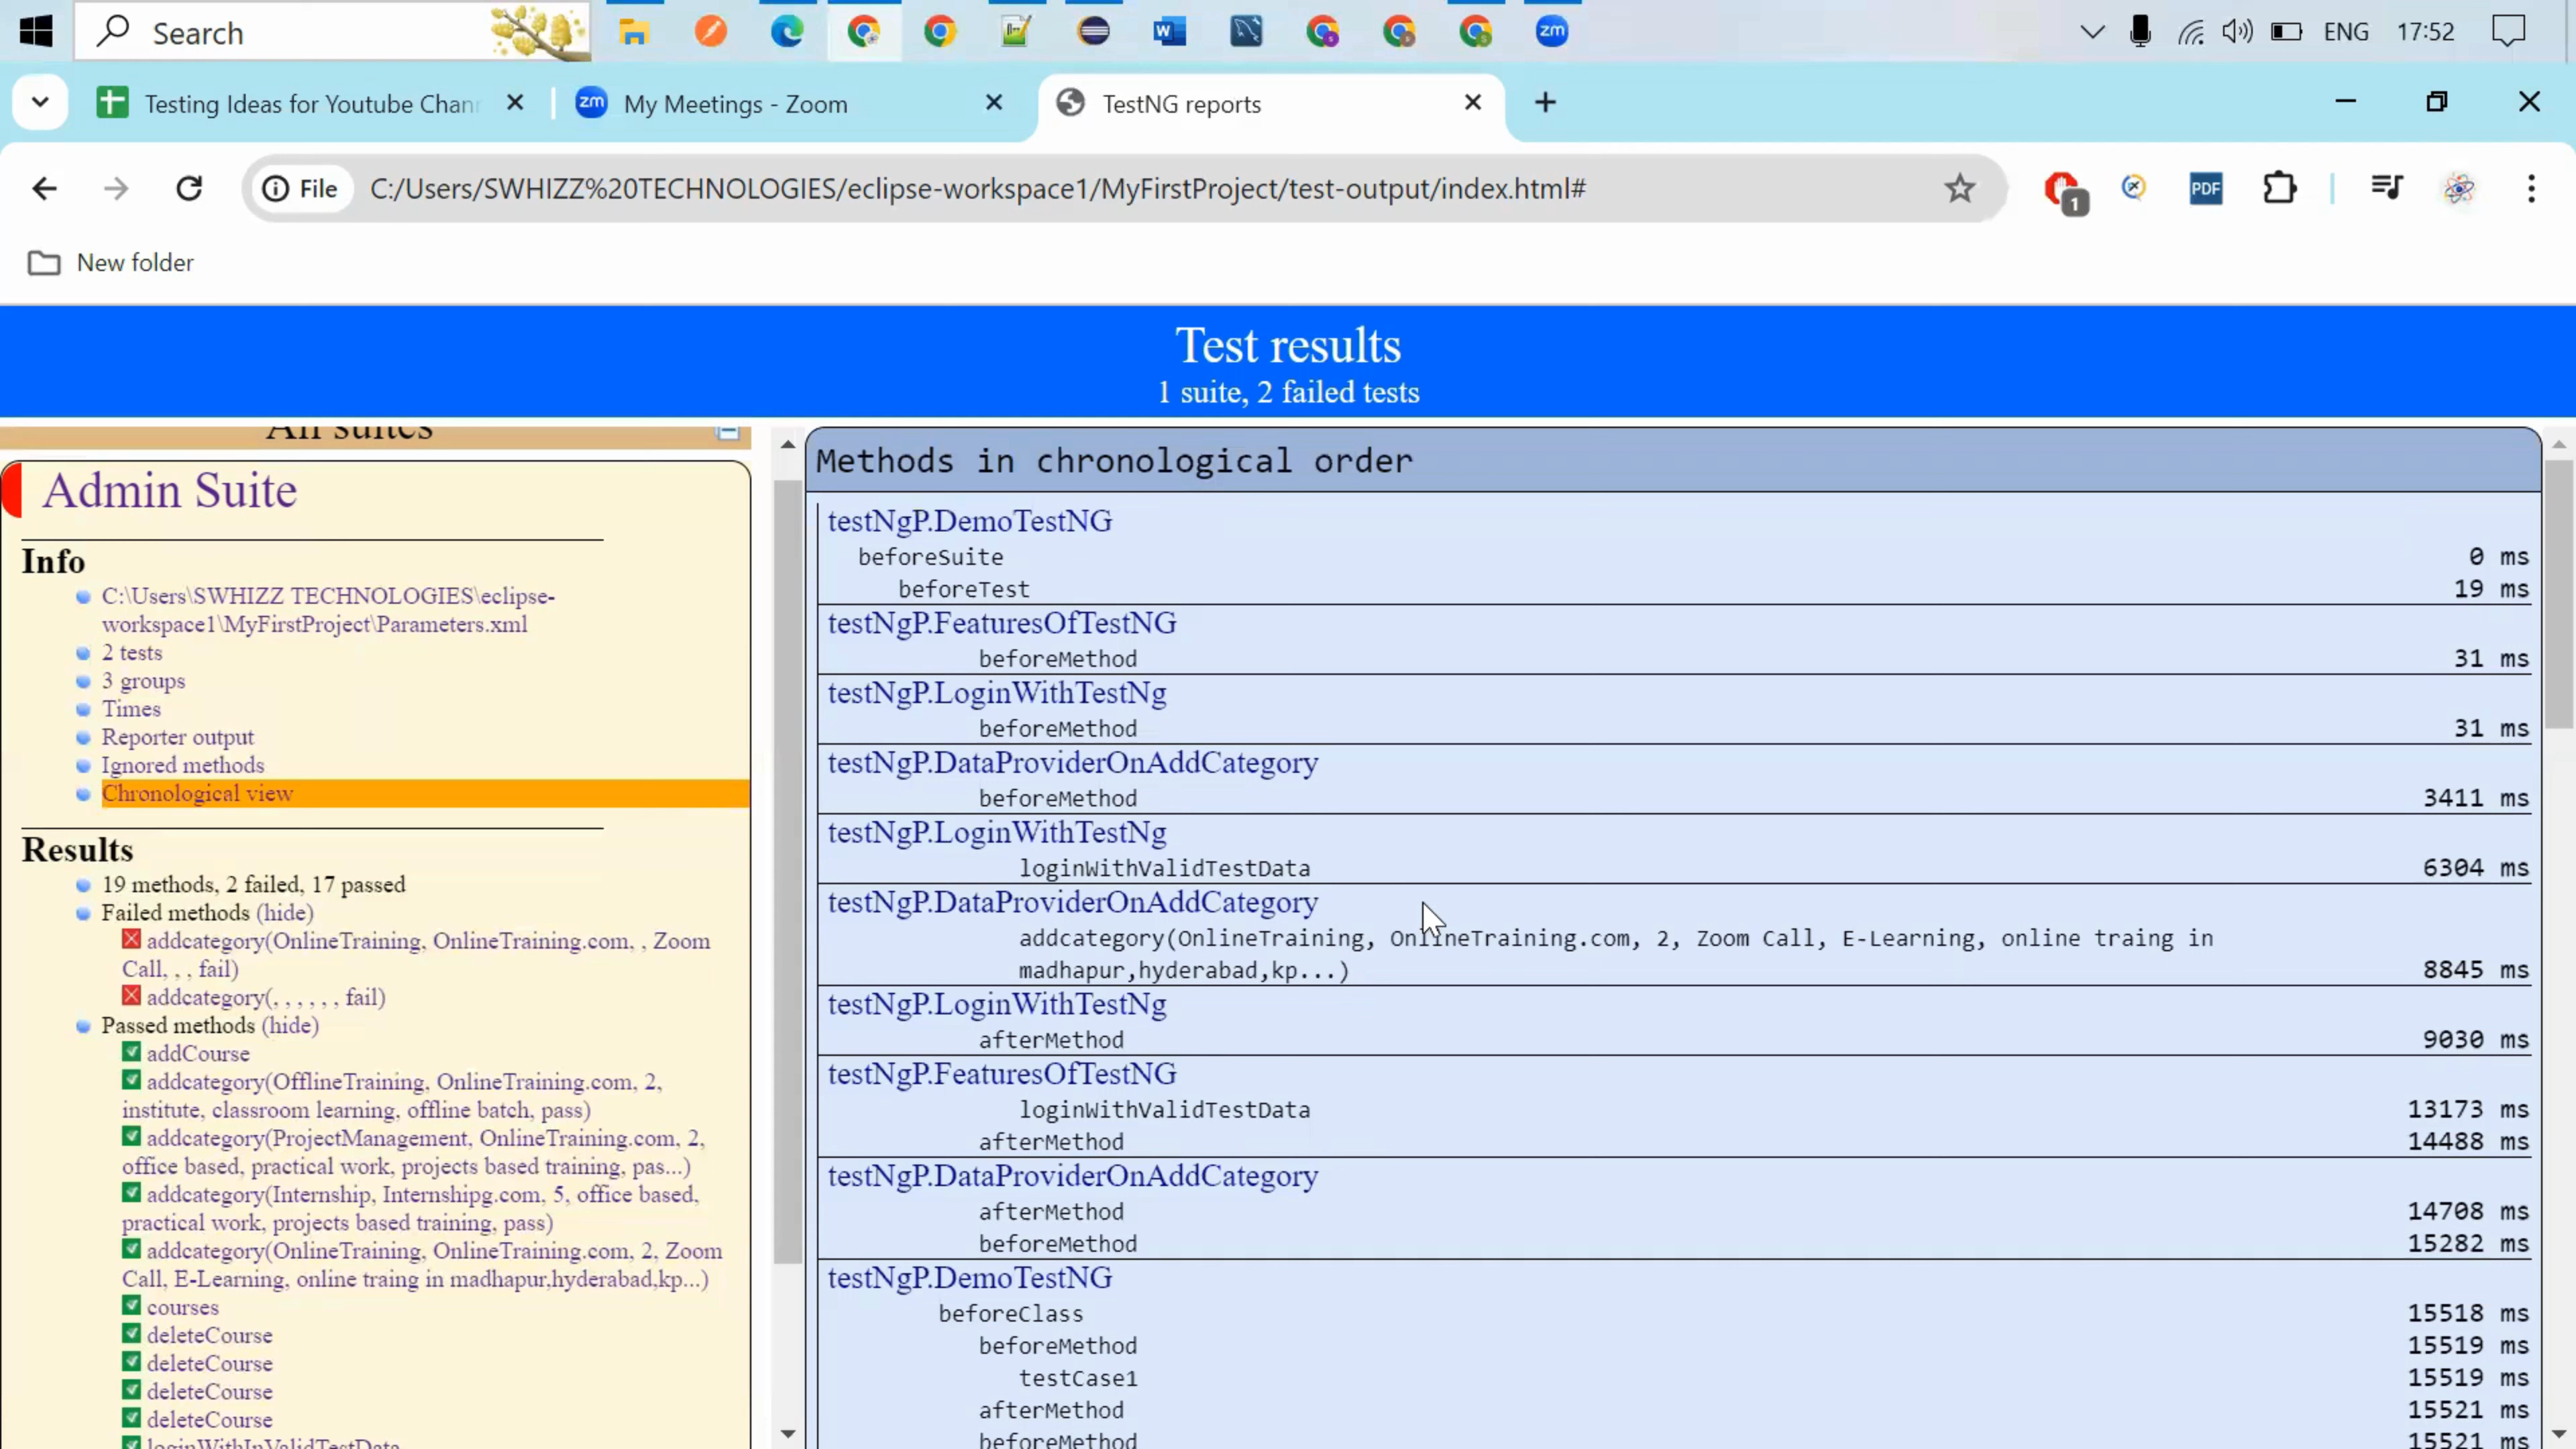 Search
ENG 17:52
Testing Ideas for Youtube Chan
My Meetings - Zoom
TestNG reports
File C:/Users/SWHIZZ%20TECHNOLOGIES/eclipse-workspace1/MyFirstProject/test-output/index.html#
1
PDF
New folder
Test results
1 suite, 2 failed tests
All suites
Admin Suite
Info
C:\Users\SWHIZZ TECHNOLOGIES\eclipse-
workspace1\MyFirstProject\Parameters.xml
2 tests
3 groups
Times
Reporter output
Ignored methods
Chronological view
Results
19 methods, 2 failed, 17 passed
Failed methods (hide)
addcategory(OnlineTraining, OnlineTraining.com, , Zoom
Call, , , fail)
addcategory(, , , , , , fail)
Passed methods (hide)
addCourse
addcategory(OfflineTraining, OnlineTraining.com, 2,
institute, classroom learning, offline batch, pass)
addcategory(ProjectManagement, OnlineTraining.com, 2,
office based, practical work, projects based training, pas...)
addcategory(Internship, Internshipg.com, 5, office based,
practical work, projects based training, pass)
addcategory(OnlineTraining, OnlineTraining.com, 2, Zoom
Call, E-Learning, online traing in madhapur,hyderabad,kp...)
courses
deleteCourse
deleteCourse
deleteCourse
deleteCourse
loginWithInValidTestData
Methods in chronological order
testNgP.DemoTestNG
beforeSuite 0 ms
beforeTest 19 ms
testNgP.FeaturesOfTestNG
beforeMethod 31 ms
testNgP.LoginWithTestNg
beforeMethod 31 ms
testNgP.DataProviderOnAddCategory
beforeMethod 3411 ms
testNgP.LoginWithTestNg
loginWithValidTestData 6304 ms
testNgP.DataProviderOnAddCategory
addcategory(OnlineTraining, OnlineTraining.com, 2, Zoom Call, E-Learning, online traing in
madhapur,hyderabad,kp...) 8845 ms
testNgP.LoginWithTestNg
afterMethod 9030 ms
testNgP.FeaturesOfTestNG
loginWithValidTestData 13173 ms
afterMethod 14488 ms
testNgP.DataProviderOnAddCategory
afterMethod 14708 ms
beforeMethod 15282 ms
testNgP.DemoTestNG
beforeClass 15518 ms
beforeMethod 15519 ms
testCase1 15519 ms
afterMethod 15521 ms
beforeMethod 15521 ms